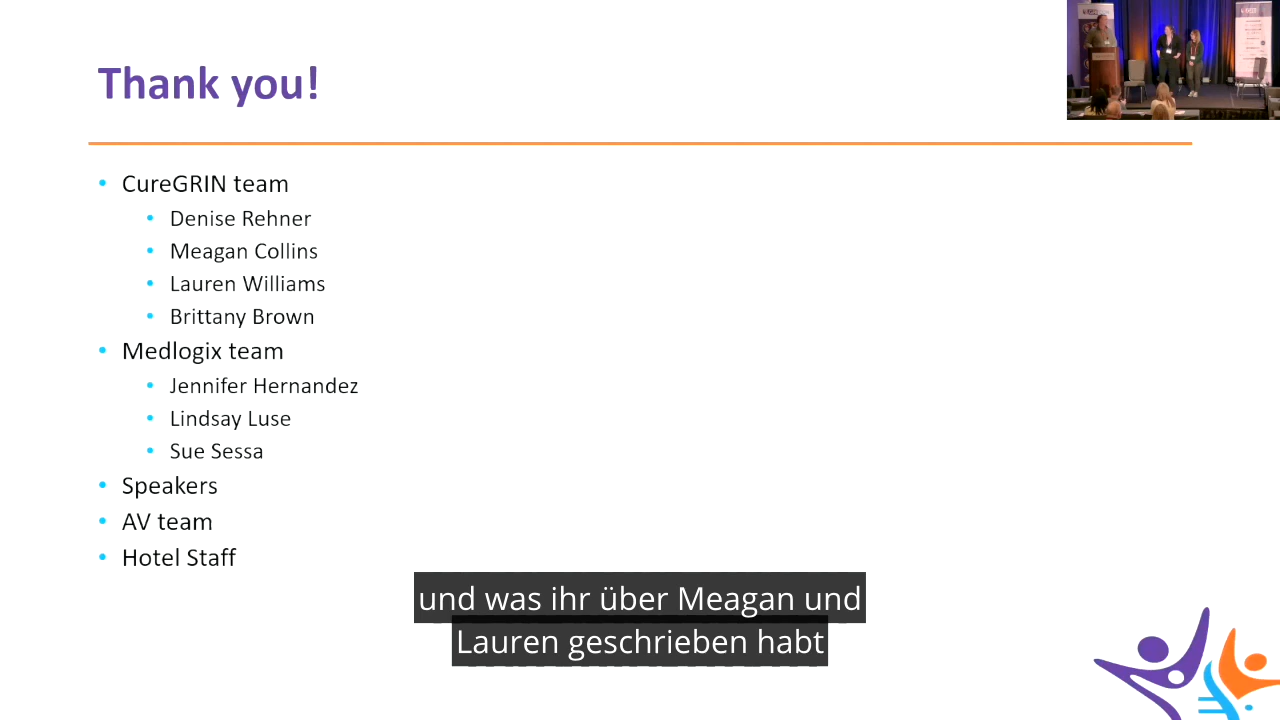 Thank you!
CureGRIN team
Denise Rehner
Meagan Collins
Lauren Williams
Brittany Brown
Medlogix team
Jennifer Hernandez
Lindsay Luse
Sue Sessa
Speakers
AV team
Hotel Staff
und was ihr über Meagan und
Lauren geschrieben habt